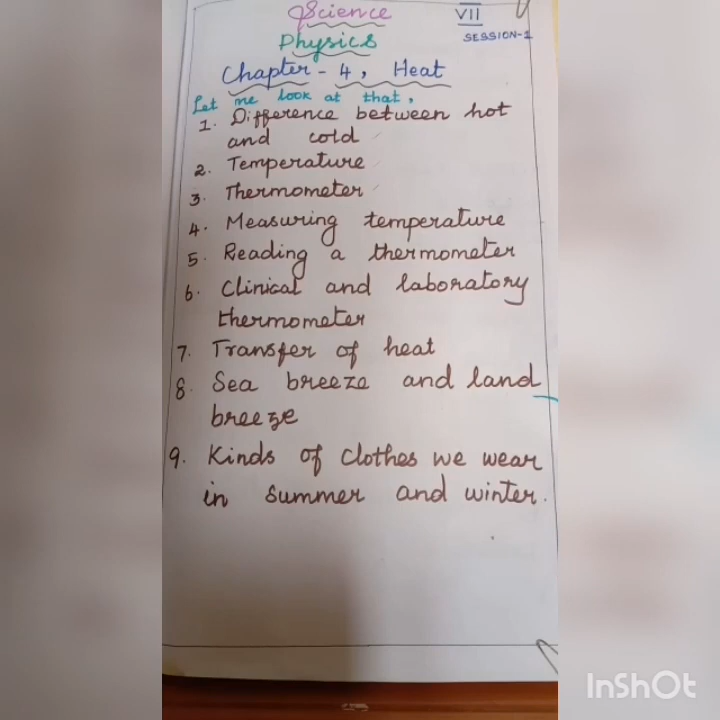 Science
VII
SESSION-1
Physics
Chapter - 4, Heat
Let me look at that,
1. Difference between hot
and cold
2. Temperature
3. Thermometer
4. Measuring temperature
5. Reading a thermometer
6. Clinical and laboratory
thermometer
7. Transfer of heat
8. Sea breeze and land
breeze
9. Kinds of clothes we wear
in summer and winter.
InShOt